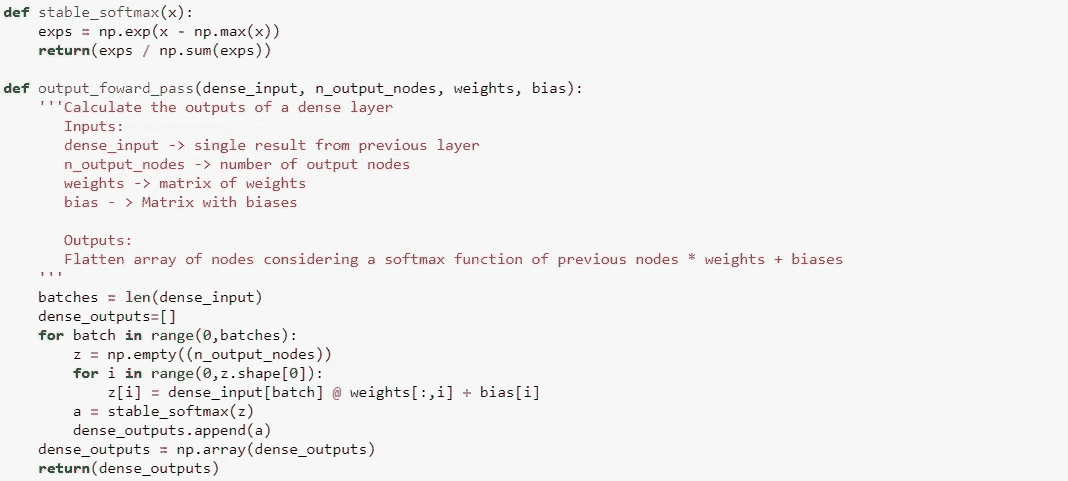 def stable_softmax(x):
    exps = np.exp(x - np.max(x))
    return(exps / np.sum(exps))

def output_foward_pass(dense_input, n_output_nodes, weights, bias):
    '''Calculate the outputs of a dense layer
       Inputs:
       dense_input -> single result from previous layer
       n_output_nodes -> number of output nodes
       weights -> matrix of weights
       bias - > Matrix with biases

       Outputs:
       Flatten array of nodes considering a softmax function of previous nodes * weights + biases
    '''
    batches = len(dense_input)
    dense_outputs=[]
    for batch in range(0,batches):
        z = np.empty((n_output_nodes))
        for i in range(0,z.shape[0]):
            z[i] = dense_input[batch] @ weights[:,i] + bias[i]
        a = stable_softmax(z)
        dense_outputs.append(a)
    dense_outputs = np.array(dense_outputs)
    return(dense_outputs)